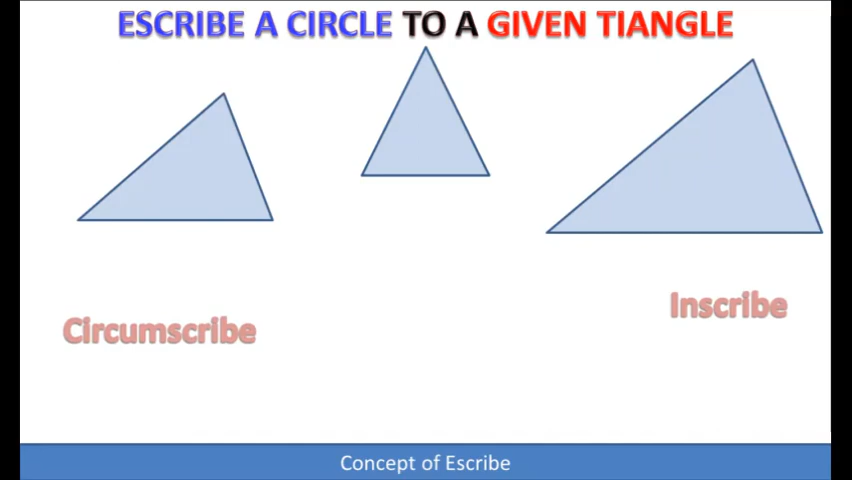 ESCRIBE A CIRCLE TO A GIVEN TIANGLE
Inscribe
Circumscribe
Concept of Escribe